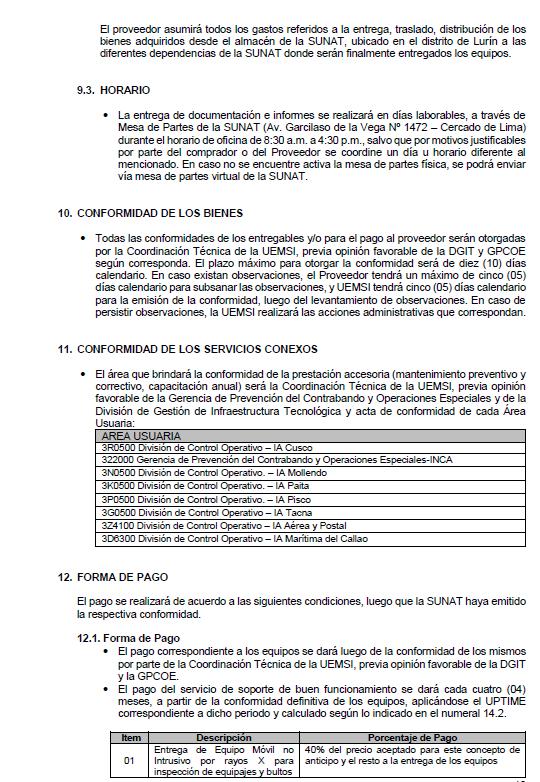 El proveedor asumirá todos los gastos referidos a la entrega, traslado, distribución de los
bienes adquiridos desde el almacén de la SUNAT, ubicado en el distrito de Lurín a las
diferentes dependencias de la SUNAT donde serán finalmente entregados los equipos.
9.3. HORARIO
• La entrega de documentación e informes se realizará en días laborables, a través de
Mesa de Partes de la SUNAT (Av. Garcilaso de la Vega Nº 1472 – Cercado de Lima)
durante el horario de oficina de 8:30 a.m. a 4:30 p.m., salvo que por motivos justificables
por parte del comprador o del Proveedor se coordine un día u horario diferente al
mencionado. En caso no se encuentre activa la mesa de partes física, se podrá enviar
vía mesa de partes virtual de la SUNAT.
10. CONFORMIDAD DE LOS BIENES
• Todas las conformidades de los entregables y/o para el pago al proveedor serán otorgadas
por la Coordinación Técnica de la UEMSI, previa opinión favorable de la DGIT y GPCOE
según corresponda. El plazo máximo para otorgar la conformidad será de diez (10) días
calendario. En caso existan observaciones, el Proveedor tendrá un máximo de cinco (05)
días calendario para subsanar las observaciones, y UEMSI tendrá cinco (05) días calendario
para la emisión de la conformidad, luego del levantamiento de observaciones. En caso de
persistir observaciones, la UEMSI realizará las acciones administrativas que correspondan.
11. CONFORMIDAD DE LOS SERVICIOS CONEXOS
• El área que brindará la conformidad de la prestación accesoria (mantenimiento preventivo y
correctivo, capacitación anual) será la Coordinación Técnica de la UEMSI, previa opinión
favorable de la Gerencia de Prevención del Contrabando y Operaciones Especiales y de la
División de Gestión de Infraestructura Tecnológica y acta de conformidad de cada Área
Usuaria:
AREA USUARIA
3R0500 División de Control Operativo – IA Cusco
322000 Gerencia de Prevención del Contrabando y Operaciones Especiales-INCA
3N0500 División de Control Operativo. – IA Mollendo
3K0500 División de Control Operativo. – IA Paita
3P0500 División de Control Operativo. – IA Pisco
3G0500 División de Control Operativo – IA Tacna
3Z4100 División de Control Operativo – IA Aérea y Postal
3D6300 División de Control Operativo – IA Marítima del Callao
12. FORMA DE PAGO
El pago se realizará de acuerdo a las siguientes condiciones, luego que la SUNAT haya emitido
la respectiva conformidad.
12.1. Forma de Pago
• El pago correspondiente a los equipos se dará luego de la conformidad de los mismos
por parte de la Coordinación Técnica de la UEMSI, previa opinión favorable de la DGIT
y la GPCOE.
• El pago del servicio de soporte de buen funcionamiento se dará cada cuatro (04)
meses, a partir de la conformidad definitiva de los equipos, aplicándose el UPTIME
correspondiente a dicho periodo y calculado según lo indicado en el numeral 14.2.
Item Descripción Porcentaje de Pago
01 Entrega de Equipo Móvil no Intrusivo por rayos X para inspección de equipajes y bultos 40% del precio aceptado para este concepto de anticipo y el resto a la entrega de los equipos